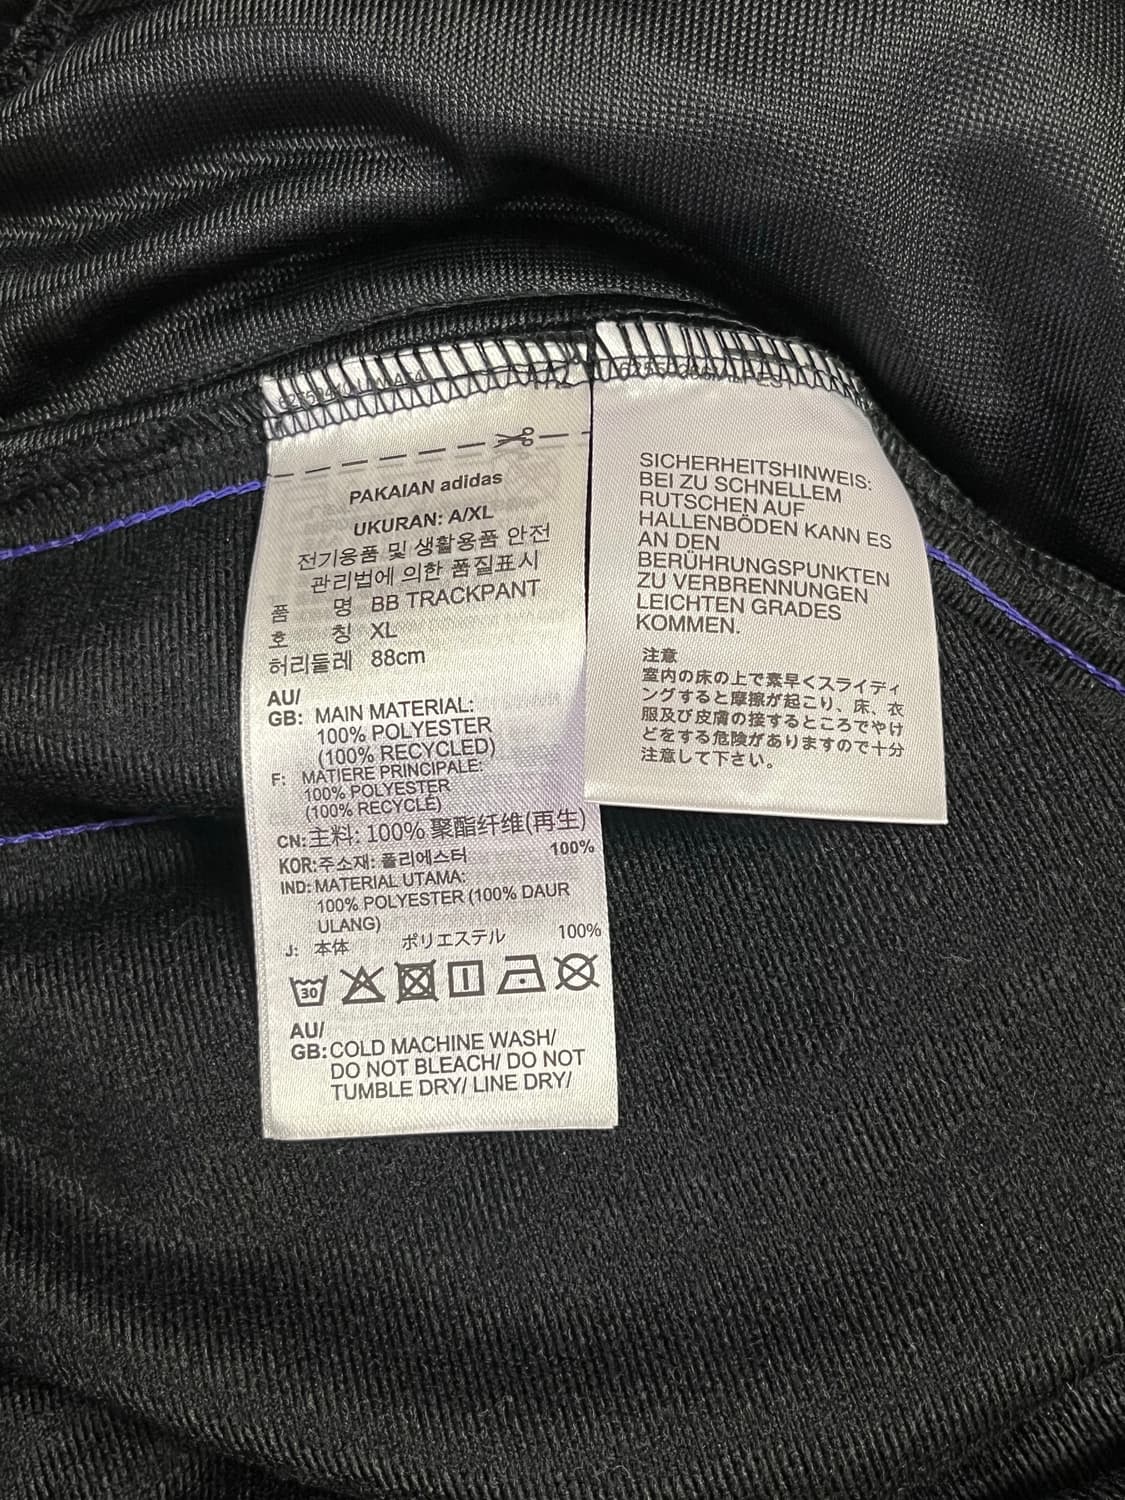 PAKAIAN adidas
UKURAN: A/XL
전기용품 및 생활용품 안전
관리법에 의한 품질표시
품 명 BB TRACKPANT
호 칭 XL
허리둘레 88cm
AU/
GB: MAIN MATERIAL:
100% POLYESTER
(100% RECYCLED)
F: MATIERE PRINCIPALE:
100% POLYESTER
(100% RECYCLÉ)
CN: 主料: 100% 聚酯纤维(再生)
KOR: 주소재: 폴리에스터 100%
IND: MATERIAL UTAMA:
100% POLYESTER (100% DAUR
ULANG)
J: 本体 ポリエステル 100%
30
AU/
GB: COLD MACHINE WASH/
DO NOT BLEACH/ DO NOT
TUMBLE DRY/ LINE DRY/
SICHERHEITSHINWEIS:
BEI ZU SCHNELLEM
RUTSCHEN AUF
HALLENBÖDEN KANN ES
AN DEN
BERÜHRUNGSPUNKTEN
ZU VERBRENNUNGEN
LEICHTEN GRADES
KOMMEN.
注意
室内の床の上で素早くスライディ
ングすると摩擦が起こり、床、衣
服及び皮膚の接するところでやけ
どをする危険がありますので十分
注意して下さい。